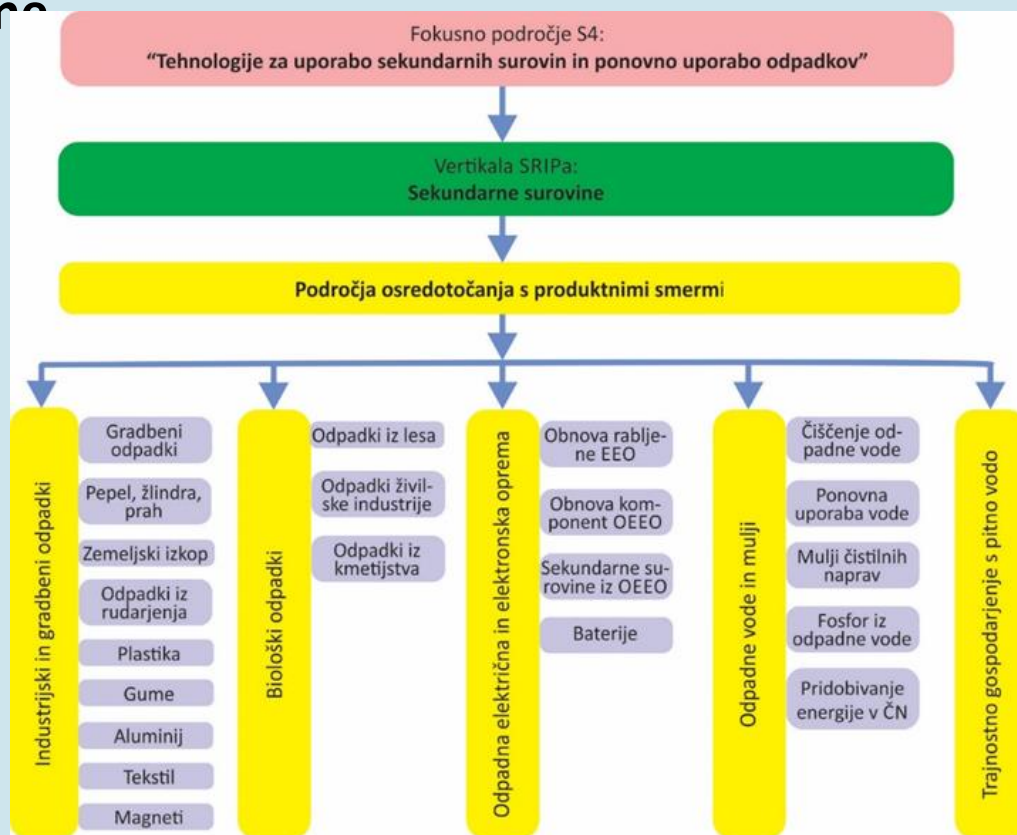 Fokusno področje S4:
“Tehnologije za uporabo sekundarnih surovin in ponovno uporabo odpadkov”
Vertikala SRIPa:
Sekundarne surovine
Področja osredotočanja s produktnimi smermi
Industrijski in gradbeni odpadki
Gradbeni
odpadki
Pepel, žlindra,
prah
Zemeljski izkop
Odpadki iz
rudarjenja
Plastika
Gume
Aluminij
Tekstil
Magneti
Biološki odpadki
Odpadki iz lesa
Odpadki živil-
ske industrije
Odpadki iz
kmetijstva
Odpadna električna in elektronska oprema
Obnova rablje-
ne EEO
Obnova kom-
ponent OEEO
Sekundarne su-
rovine iz OEEO
Baterije
Odpadne vode in mulji
Čiščenje od-
padne vode
Ponovna
uporaba vode
Mulji čistilnih
naprav
Fosfor iz
odpadne vode
Pridobivanje
energije v ČN
Trajnostno gospodarjenje s pitno vodo